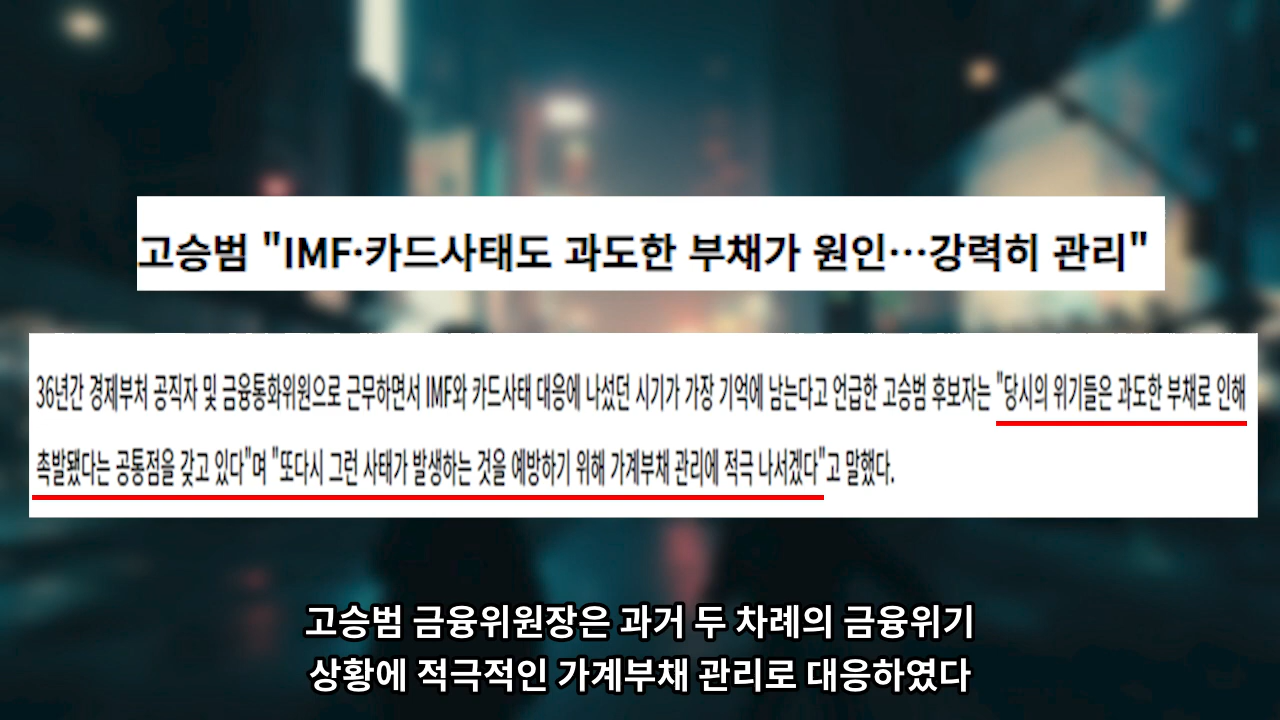 고승범 "IMF·카드사태도 과도한 부채가 원인…강력히 관리"
36년간 경제부처 공직자 및 금융통화위원으로 근무하면서 IMF와 카드사태 대응에 나섰던 시기가 가장 기억에 남는다고 언급한 고승범 후보자는 "당시의 위기들은 과도한 부채로 인해
촉발됐다는 공통점을 갖고 있다"며 "또다시 그런 사태가 발생하는 것을 예방하기 위해 가계부채 관리에 적극 나서겠다"고 말했다.
고승범 금융위원장은 과거 두 차례의 금융위기
상황에 적극적인 가계부채 관리로 대응하였다